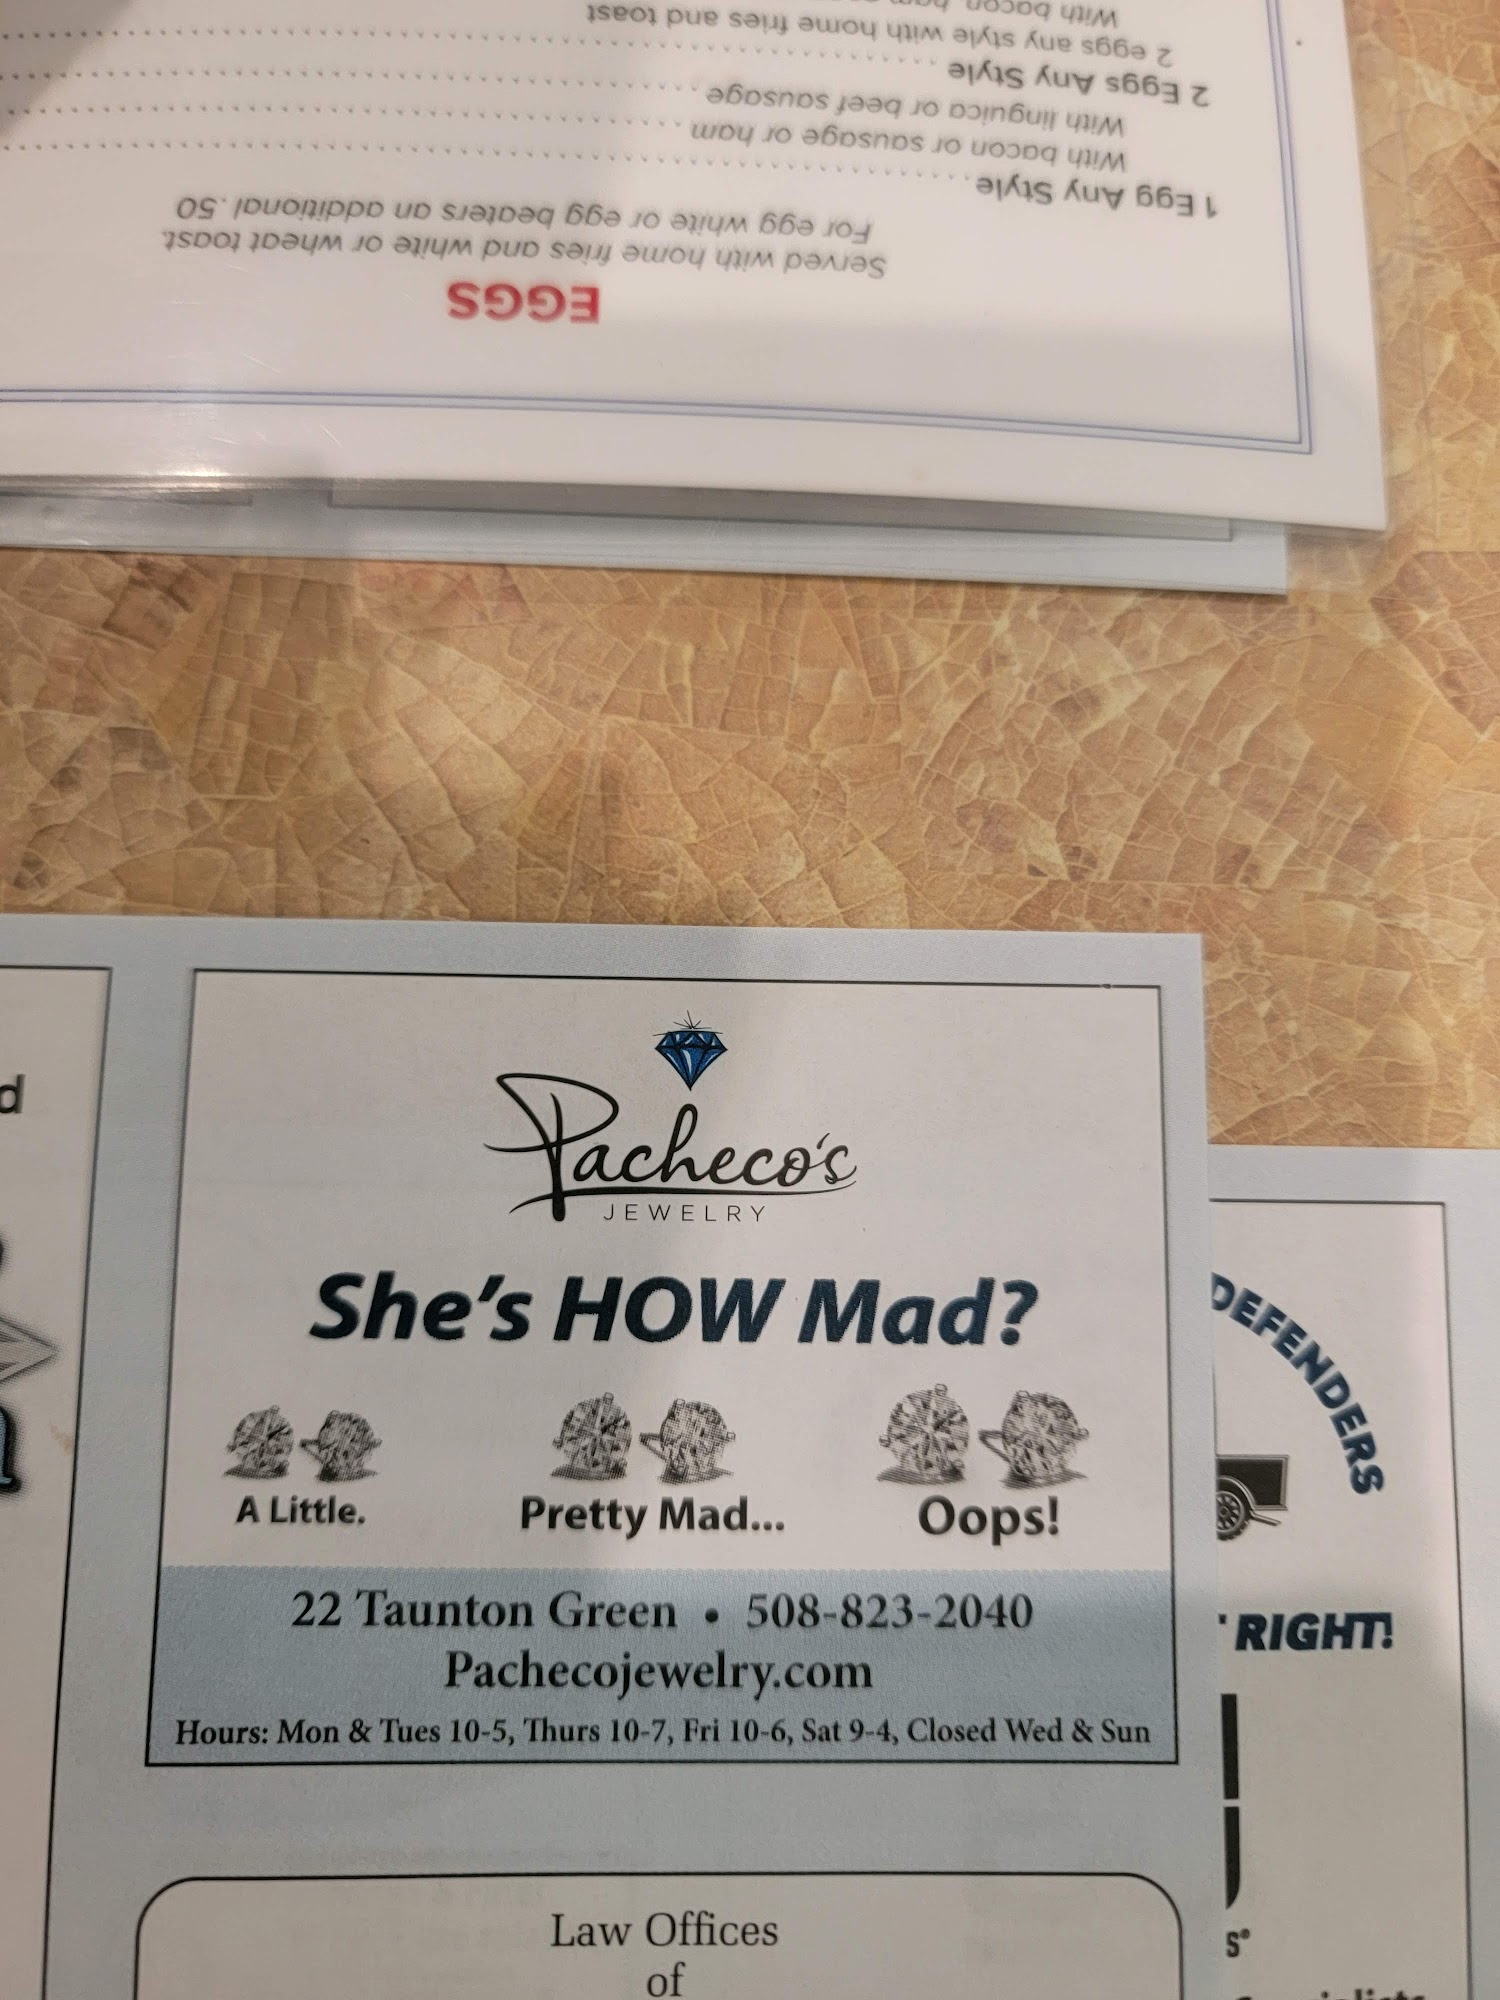 EGGS
Served with home fries and white or wheat toast.
For egg white or egg beaters an additional .50
1 Egg Any Style
With bacon or sausage or ham
With linguica or beef sausage
2 Eggs Any Style
2 eggs any style with home fries and toast
With bacon,
d
Pacheco's
JEWELRY
She's HOW Mad?
A Little.
Pretty Mad...
Oops!
22 Taunton Green • 508-823-2040
Pachecojewelry.com
Hours: Mon & Tues 10-5, Thurs 10-7, Fri 10-6, Sat 9-4, Closed Wed & Sun
Law Offices
of
DEFENDERS
RIGHT!
S®